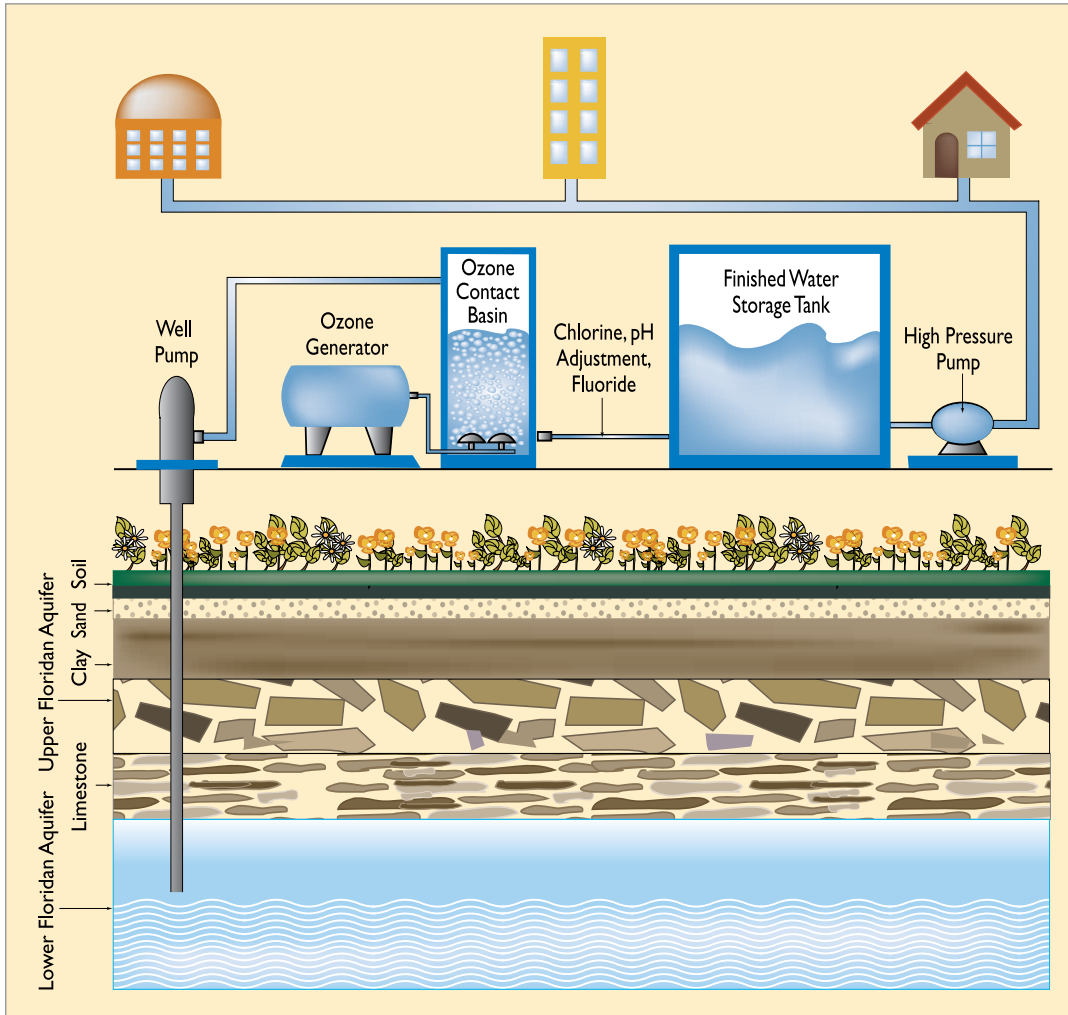 Ozone
Contact
Basin
Finished Water
Storage Tank
Well
Pump
Ozone
Generator
Chlorine, pH
Adjustment,
Fluoride
High Pressure
Pump
Soil
Sand
Clay
Upper Floridan Aquifer
Limestone
Lower Floridan Aquifer